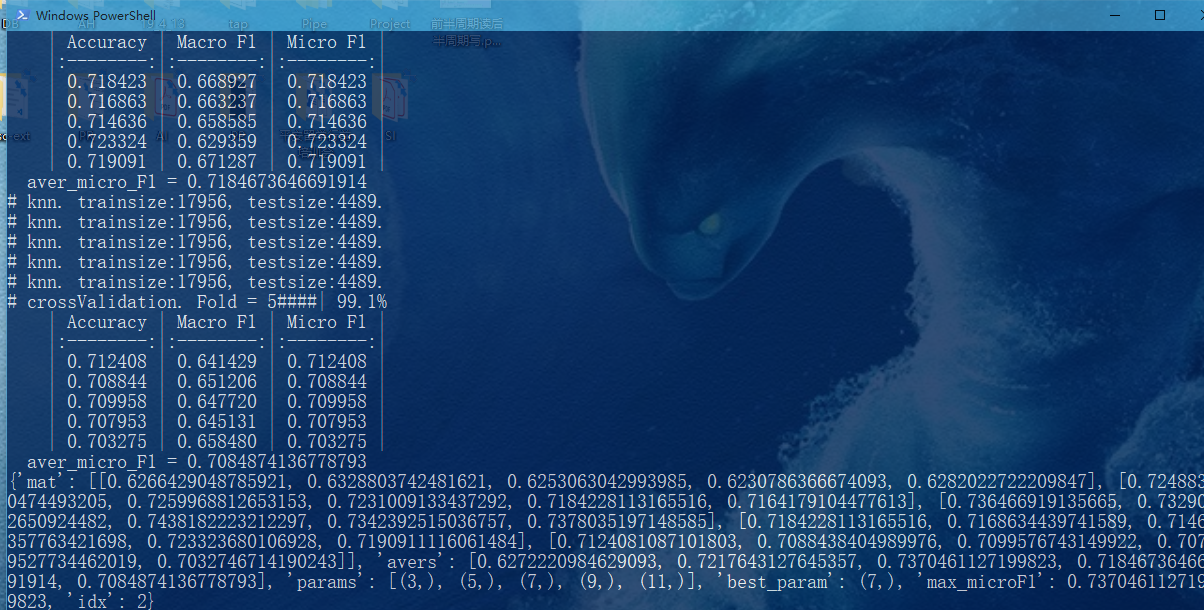 Windows PowerShell
| Accuracy | Macro F1 | Micro F1 |
|:--------:|:--------:|:--------:|
| 0.718423 | 0.668927 | 0.718423 |
| 0.716863 | 0.663237 | 0.716863 |
| 0.714636 | 0.658585 | 0.714636 |
| 0.723324 | 0.629359 | 0.723324 |
| 0.719091 | 0.671287 | 0.719091 |
aver_micro_F1 = 0.7184673646691914
# knn. trainsize:17956, testsize:4489.
# knn. trainsize:17956, testsize:4489.
# knn. trainsize:17956, testsize:4489.
# knn. trainsize:17956, testsize:4489.
# knn. trainsize:17956, testsize:4489.
# crossValidation. Fold = 5####| 99.1%
| Accuracy | Macro F1 | Micro F1 |
|:--------:|:--------:|:--------:|
| 0.712408 | 0.641429 | 0.712408 |
| 0.708844 | 0.651206 | 0.708844 |
| 0.709958 | 0.647720 | 0.709958 |
| 0.707953 | 0.645131 | 0.707953 |
| 0.703275 | 0.658480 | 0.703275 |
aver_micro_F1 = 0.7084874136778793
{'mat': [[0.6266429048785921, 0.6328803742481621, 0.6253063042993985, 0.6230786366674093, 0.6282022722209847], [0.724883
0474493205, 0.7259968812653153, 0.7231009133437292, 0.7184228113165516, 0.7164179104477613], [0.736466919135665, 0.73290
2650924482, 0.7438182223212297, 0.7342392515036757, 0.7378035197148585], [0.7184228113165516, 0.7168634439741589, 0.7146
357763421698, 0.723323680106928, 0.7190911116061484], [0.7124081087101803, 0.7088438404989976, 0.7099576743149922, 0.707
9527734462019, 0.7032746714190243]], 'avers': [0.6272220984629093, 0.7217643127645357, 0.7370461127199823, 0.71846736466
91914, 0.7084874136778793], 'params': [(3,), (5,), (7,), (9,), (11,)], 'best_param': (7,), 'max_microF1': 0.737046112719
9823, 'idx': 2}